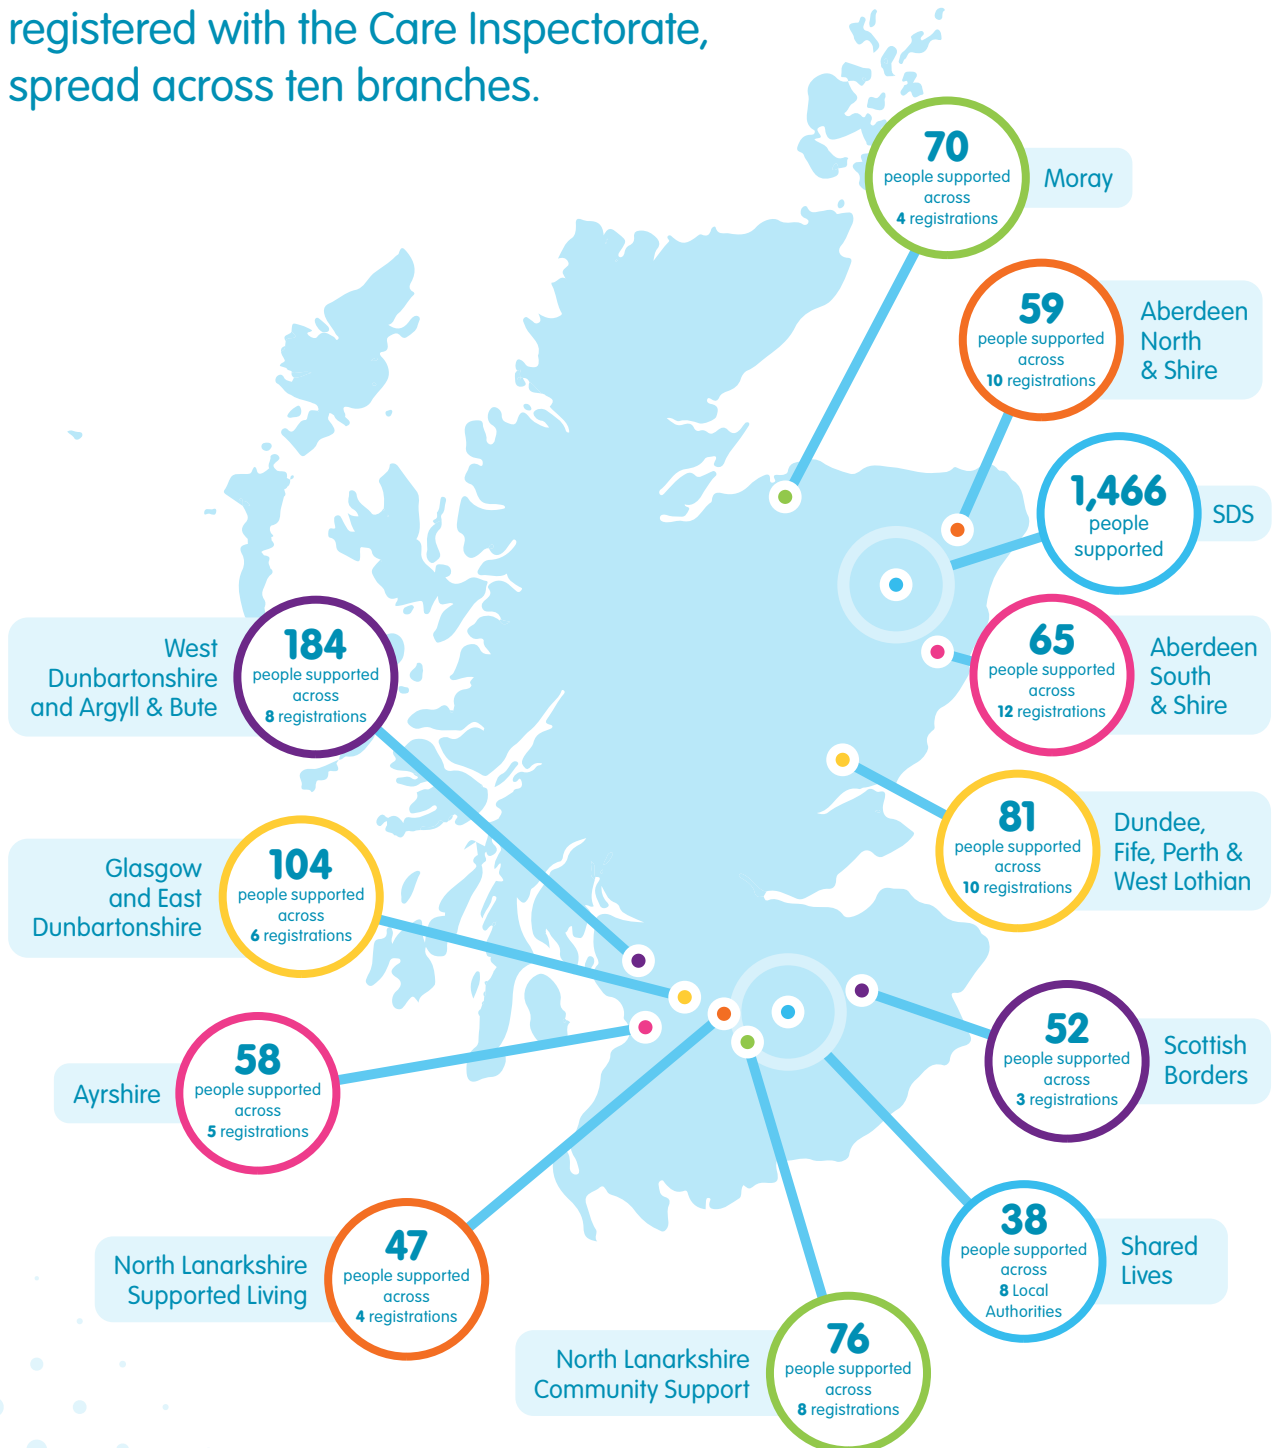 registered with the Care Inspectorate,
spread across ten branches.
70
people supported
across
4 registrations
Moray
59
people supported
across
10 registrations
Aberdeen
North
& Shire
1,466
people
supported
SDS
65
people supported
across
12 registrations
Aberdeen
South
& Shire
West
Dunbartonshire
and Argyll & Bute
184
people supported
across
8 registrations
81
people supported
across
10 registrations
Dundee,
Fife, Perth &
West Lothian
Glasgow
and East
Dunbartonshire
104
people supported
across
6 registrations
52
people supported
across
3 registrations
Scottish
Borders
Ayrshire
58
people supported
across
5 registrations
38
people supported
across
8 Local
Authorities
Shared
Lives
North Lanarkshire
Supported Living
47
people supported
across
4 registrations
North Lanarkshire
Community Support
76
people supported
across
8 registrations